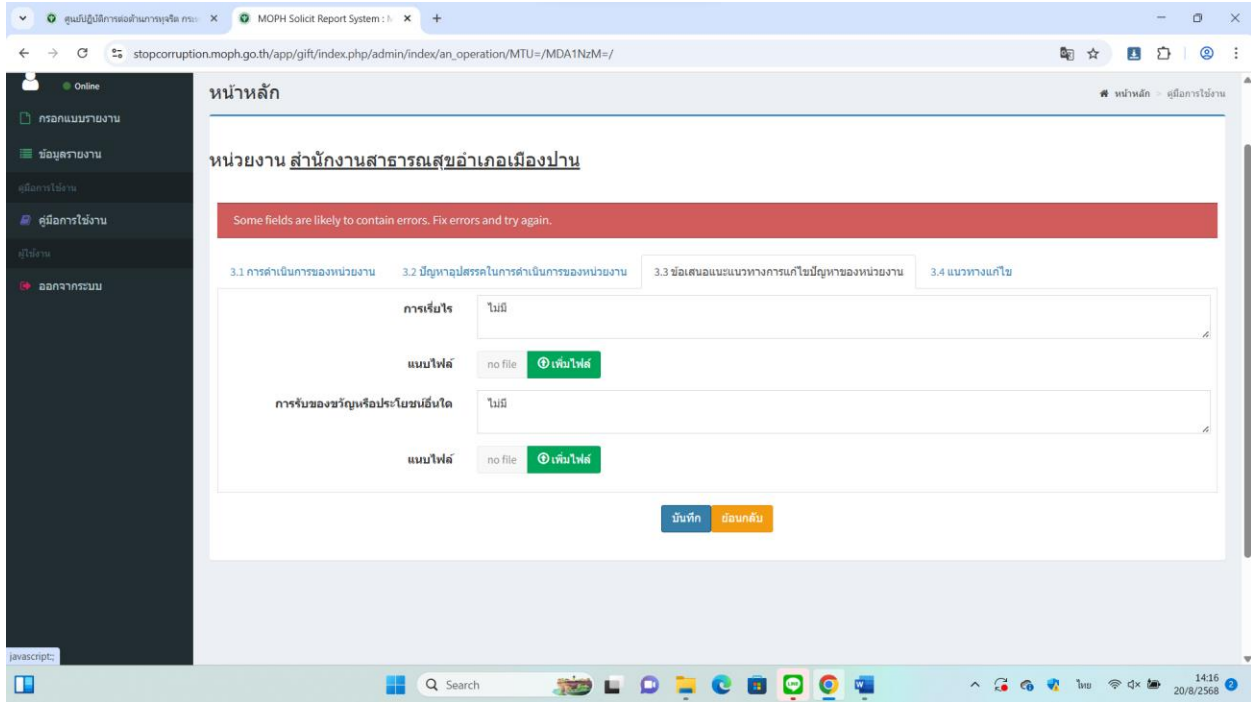 ศูนย์ปฏิบัติการต่อต้านการทุจริต กระ
MOPH Solicit Report System : N
stopcorruption.moph.go.th/app/gift/index.php/admin/index/an_operation/MTU=/MDA1NzM=/
Online
กรอกแบบรายงาน
ข้อมูลรายงาน
คู่มือการใช้งาน
คู่มือการใช้งาน
ผู้ใช้งาน
ออกจากระบบ
หน้าหลัก
หน้าหลัก > คู่มือการใช้งาน
หน่วยงาน สำนักงานสาธารณสุขอำเภอเมืองปาน
Some fields are likely to contain errors. Fix errors and try again.
3.1 การดำเนินการของหน่วยงาน 3.2 ปัญหาอุปสรรคในการดำเนินการของหน่วยงาน 3.3 ข้อเสนอแนะแนวทางการแก้ไขปัญหาของหน่วยงาน 3.4 แนวทางแก้ไข
การเรี่ยไร ไม่มี
แนบไฟล์ no file เพิ่มไฟล์
การรับของขวัญหรือประโยชน์อื่นใด ไม่มี
แนบไฟล์ no file เพิ่มไฟล์
บันทึก ย้อนกลับ
javascript:;
Search
ไทย
14:16
20/8/2568
2